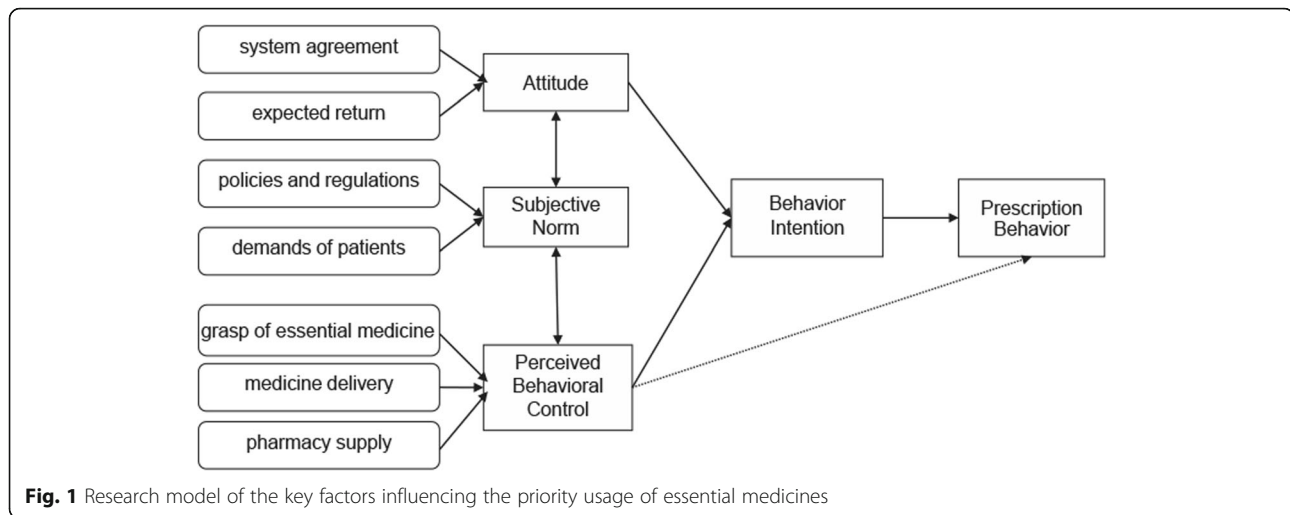 system agreement
expected return
policies and regulations
demands of patients
grasp of essential medicine
medicine delivery
pharmacy supply
Attitude
Subjective
Norm
Perceived
Behavioral
Control
Behavior
Intention
Prescription
Behavior
Fig. 1 Research model of the key factors influencing the priority usage of essential medicines